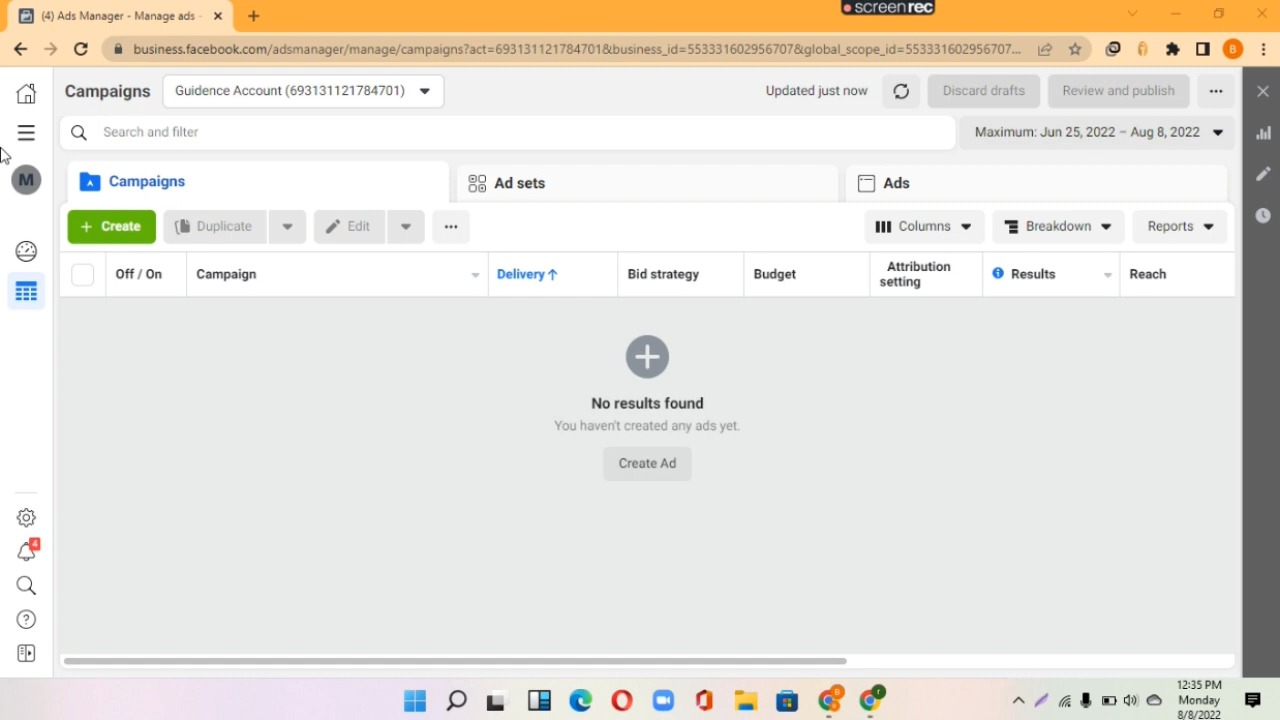 (4) Ads Manager - Manage ads -
screenrec
business.facebook.com/adsmanager/manage/campaigns?act=693131121784701&business_id=553331602956707&global_scope_id=553331602956707...
B
Campaigns
Guidence Account (693131121784701)
Updated just now
Discard drafts
Review and publish
Search and filter
Maximum: Jun 25, 2022 – Aug 8, 2022
M
Campaigns
Ad sets
Ads
+ Create
Duplicate
Edit
Columns
Breakdown
Reports
Off / On
Campaign
Delivery ↑
Bid strategy
Budget
Attribution
setting
Results
Reach
No results found
You haven't created any ads yet.
Create Ad
4
12:35 PM
Monday
8/8/2022